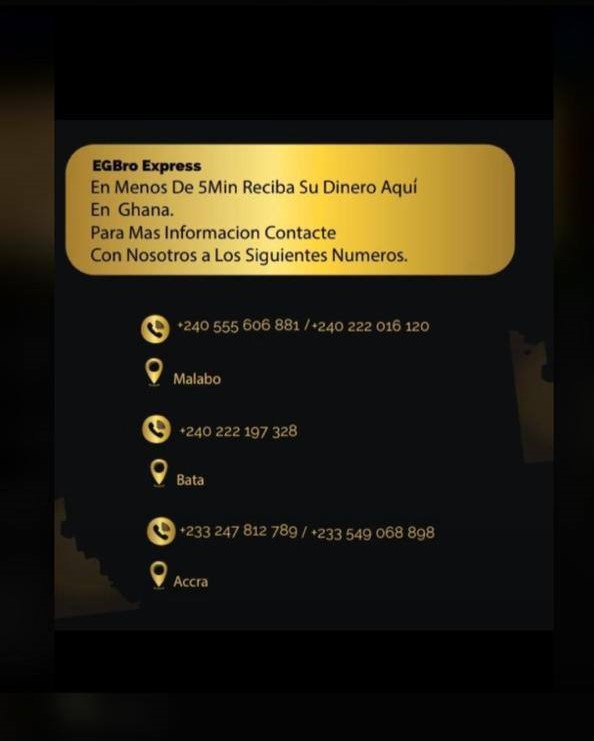 EGBro Express
En Menos De 5Min Reciba Su Dinero Aquí
En Ghana.
Para Mas Informacion Contacte
Con Nosotros a Los Siguientes Numeros.
+240 555 606 881 /+240 222 016 120
Malabo
+240 222 197 328
Bata
+233 247 812 789 / +233 549 068 898
Accra